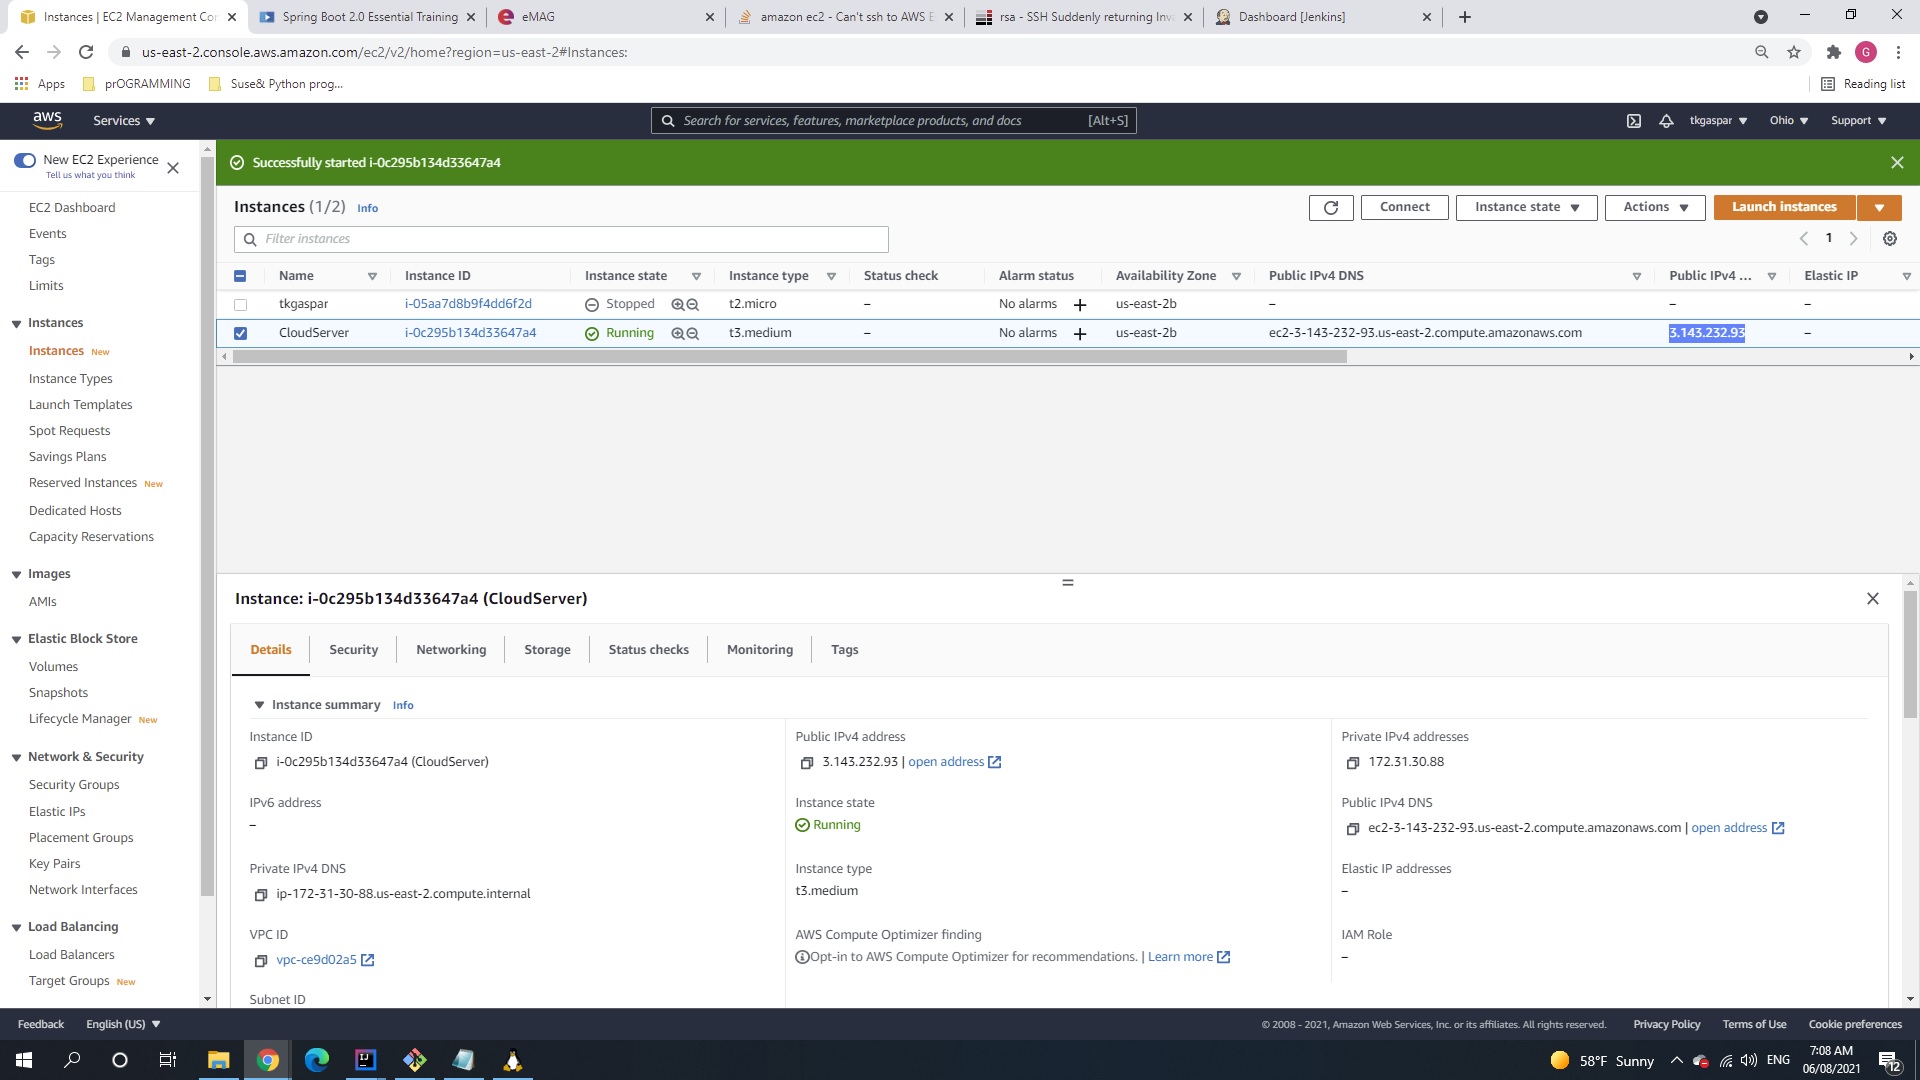 Instances | EC2 Management Cor
Spring Boot 2.0 Essential Training
eMAG
amazon ec2 - Can't ssh to AWS E
rsa - SSH Suddenly returning Inv
Dashboard [Jenkins]
us-east-2.console.aws.amazon.com/ec2/v2/home?region=us-east-2#Instances:
G
Apps
prOGRAMMING
Suse& Python prog...
Reading list
aws
Services
Search for services, features, marketplace products, and docs
[Alt+S]
tkgaspar
Ohio
Support
New EC2 Experience
Tell us what you think
EC2 Dashboard
Events
Tags
Limits
Instances
Instances New
Instance Types
Launch Templates
Spot Requests
Savings Plans
Reserved Instances New
Dedicated Hosts
Capacity Reservations
Images
AMIs
Elastic Block Store
Volumes
Snapshots
Lifecycle Manager New
Network & Security
Security Groups
Elastic IPs
Placement Groups
Key Pairs
Network Interfaces
Load Balancing
Load Balancers
Target Groups New
Successfully started i-0c295b134d33647a4
Instances (1/2) Info
Connect
Instance state
Actions
Launch instances
Filter instances
1
Name Instance ID Instance state Instance type Status check Alarm status Availability Zone Public IPv4 DNS Public IPv4 ... Elastic IP
tkgaspar i-05aa7d8b9f4dd6f2d Stopped t2.micro – No alarms + us-east-2b – – –
CloudServer i-0c295b134d33647a4 Running t3.medium – No alarms + us-east-2b ec2-3-143-232-93.us-east-2.compute.amazonaws.com 3.143.232.93 –
Instance: i-0c295b134d33647a4 (CloudServer)
Details Security Networking Storage Status checks Monitoring Tags
Instance summary Info
Instance ID
i-0c295b134d33647a4 (CloudServer)
Public IPv4 address
3.143.232.93 | open address
Private IPv4 addresses
172.31.30.88
IPv6 address
–
Instance state
Running
Public IPv4 DNS
ec2-3-143-232-93.us-east-2.compute.amazonaws.com | open address
Private IPv4 DNS
ip-172-31-30-88.us-east-2.compute.internal
Instance type
t3.medium
Elastic IP addresses
–
VPC ID
vpc-ce9d02a5
AWS Compute Optimizer finding
Opt-in to AWS Compute Optimizer for recommendations. | Learn more
IAM Role
–
Subnet ID
Feedback
English (US)
© 2008 - 2021, Amazon Web Services, Inc. or its affiliates. All rights reserved.
Privacy Policy
Terms of Use
Cookie preferences
58°F Sunny
ENG
7:08 AM
06/08/2021
12